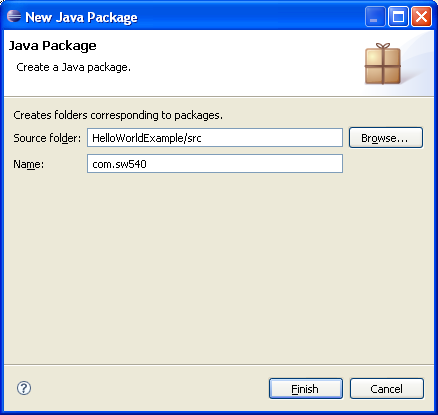 New Java Package
Java Package
Create a Java package.
Creates folders corresponding to packages.
Source folder: HelloWorldExample/src Browse...
Name: com.sw540
? Finish Cancel